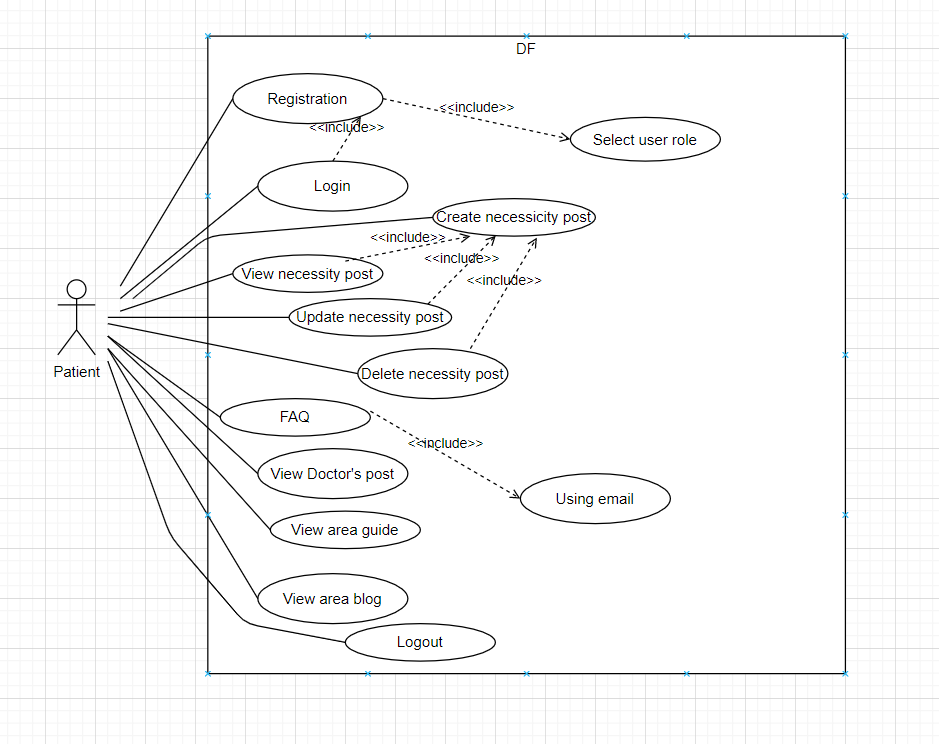 DF
Registration
<<include>>
<<include>>
Select user role
Login
Create necessicity post
<<include>>
<<include>>
View necessity post
<<include>>
Update necessity post
Patient
Delete necessity post
FAQ
<<include>>
View Doctor's post
Using email
View area guide
View area blog
Logout